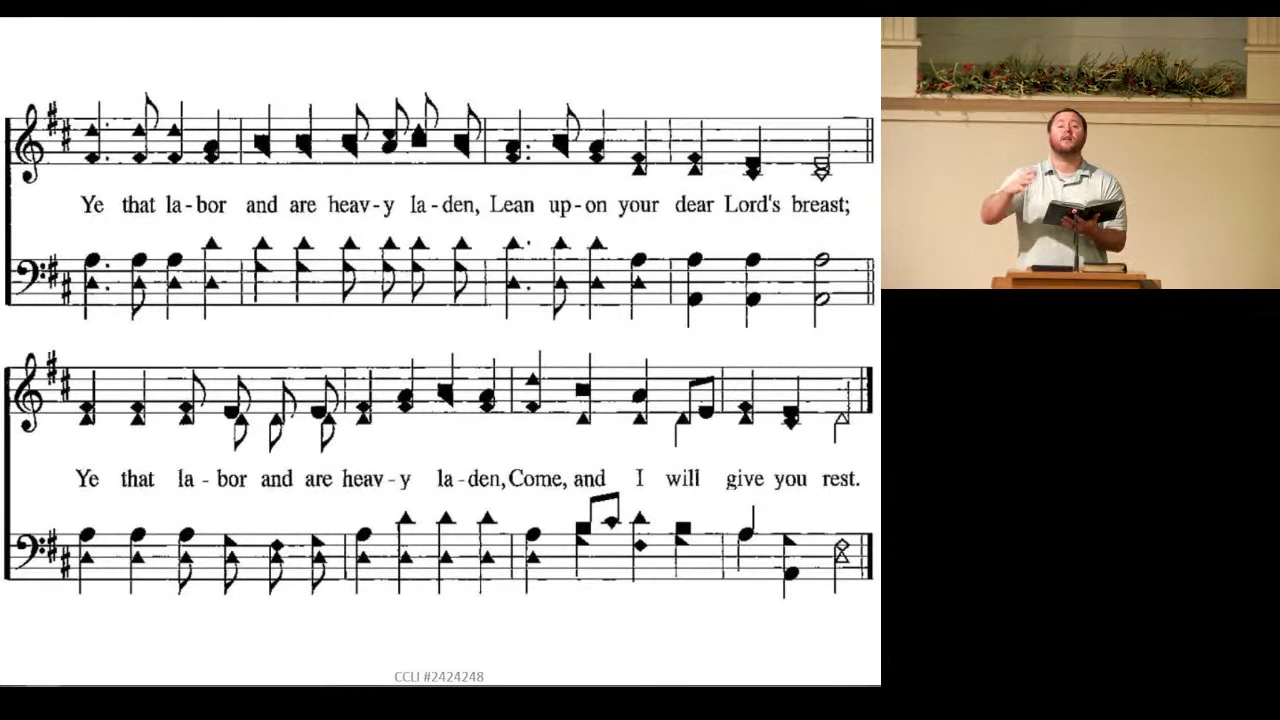 Ye that la-bor and are heav-y la-den, Lean up-on your dear Lord's breast;
Ye that la - bor and are heav - y la-den, Come, and I will give you rest.
CCLI #2424248